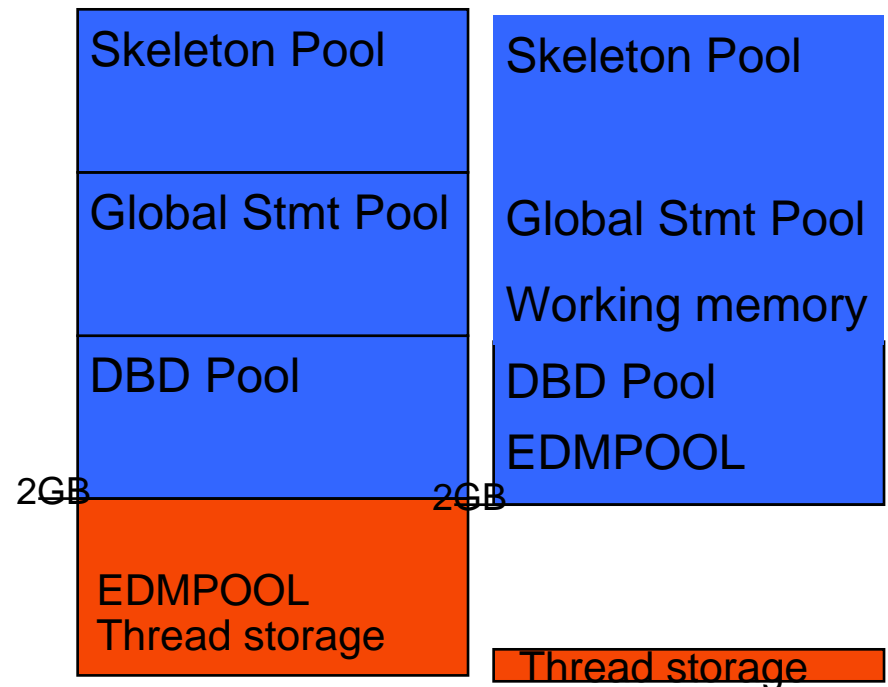 Skeleton Pool
Global Stmt Pool
DBD Pool
2GB
EDMPOOL
Thread storage
Skeleton Pool
Global Stmt Pool
Working memory
DBD Pool
EDMPOOL
2GB
Thread storage